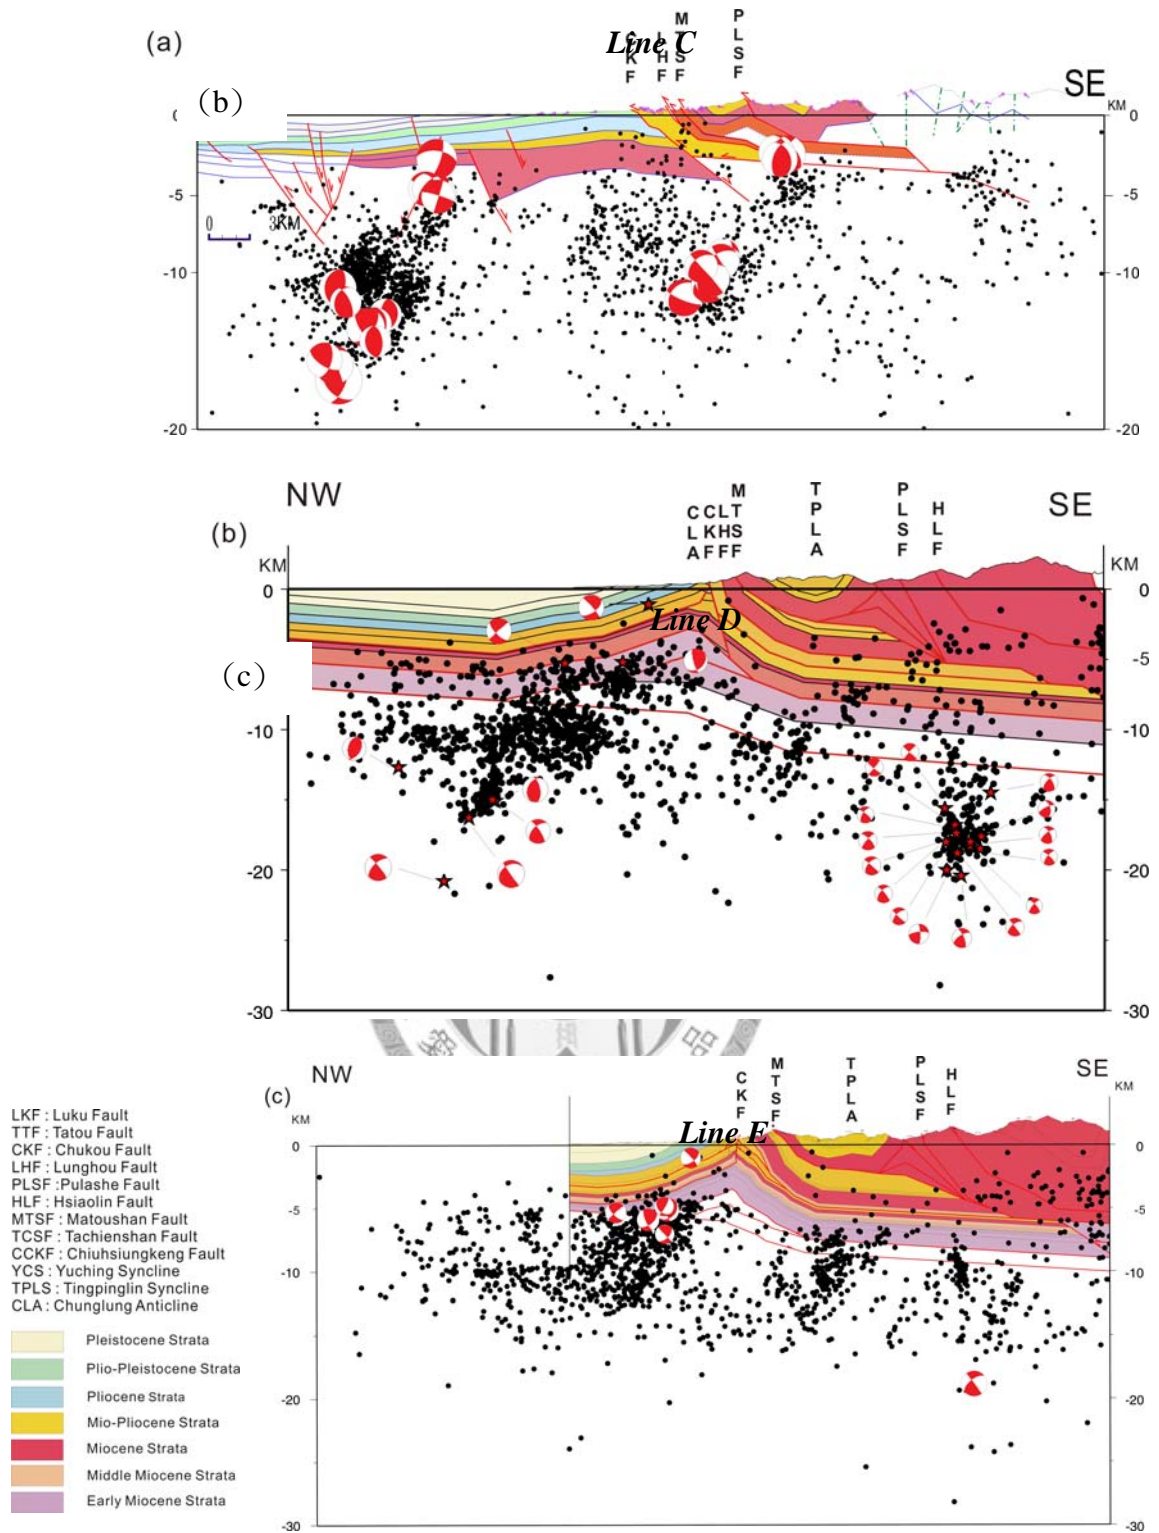 (a)
Line C
C
K
F
L
H
F
M
T
S
F
P
L
S
F
(b)
SE
KM
KM
0
0
-5
-5
0
3KM
-10
-10
-20
-20
NW
SE
(b)
C
L
A
C
K
F
L
H
F
M
T
S
F
T
P
L
A
P
L
S
F
H
L
F
KM
KM
0
0
Line D
(c)
-5
-10
-10
-20
-20
-30
-30
品
NW
SE
(c)
KM
KM
C
K
F
M
T
S
F
T
P
L
A
P
L
S
F
H
L
F
Line E
0
0
-5
-5
-10
-10
-20
-20
-30
-30
LKF : Luku Fault
TTF : Tatou Fault
CKF : Chukou Fault
LHF : Lunghou Fault
PLSF : Pulashe Fault
HLF : Hsiaolin Fault
MTSF : Matoushan Fault
TCSF : Tachienshan Fault
CCKF : Chiuhsiungkeng Fault
YCS : Yuching Syncline
TPLS : Tingpinglin Syncline
CLA : Chunglung Anticline
Pleistocene Strata
Plio-Pleistocene Strata
Pliocene Strata
Mio-Pliocene Strata
Miocene Strata
Middle Miocene Strata
Early Miocene Strata